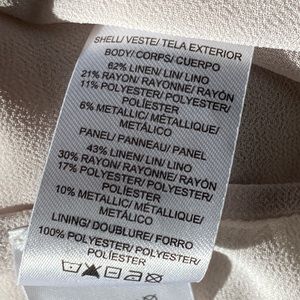 SHELL/ VESTE/ TELA EXTERIOR
BODY/ CORPS/ CUERPO
62% LINEN/ LIN/ LINO
21% RAYON/ RAYONNE/ RAYÓN
11% POLYESTER/ POLYESTER/
POLIÉSTER
6% METALLIC/ MÉTALLIQUE/
METÁLICO
PANEL/ PANNEAU/ PANEL
43% LINEN/ LIN/ LINO
30% RAYON/ RAYONNE/ RAYÓN
17% POLYESTER/ POLYESTER/
POLIÉSTER
10% METALLIC/ MÉTALLIQUE/
METÁLICO
LINING/ DOUBLURE/ FORRO
100% POLYESTER/ POLYESTER/
POLIÉSTER